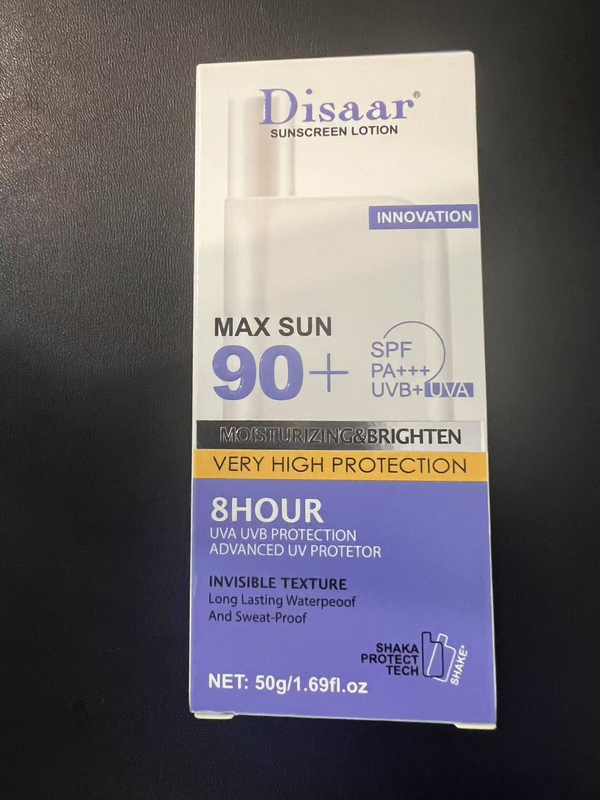 Disaar®
SUNSCREEN LOTION
INNOVATION
MAX SUN
90+
SPF
PA+++
UVB+UVA
MOISTURIZING&BRIGHTEN
VERY HIGH PROTECTION
8HOUR
UVA UVB PROTECTION
ADVANCED UV PROTETOR
INVISIBLE TEXTURE
Long Lasting Waterpeoof
And Sweat-Proof
SHAKA
PROTECT
TECH
SHAKE*
NET: 50g/1.69fl.oz